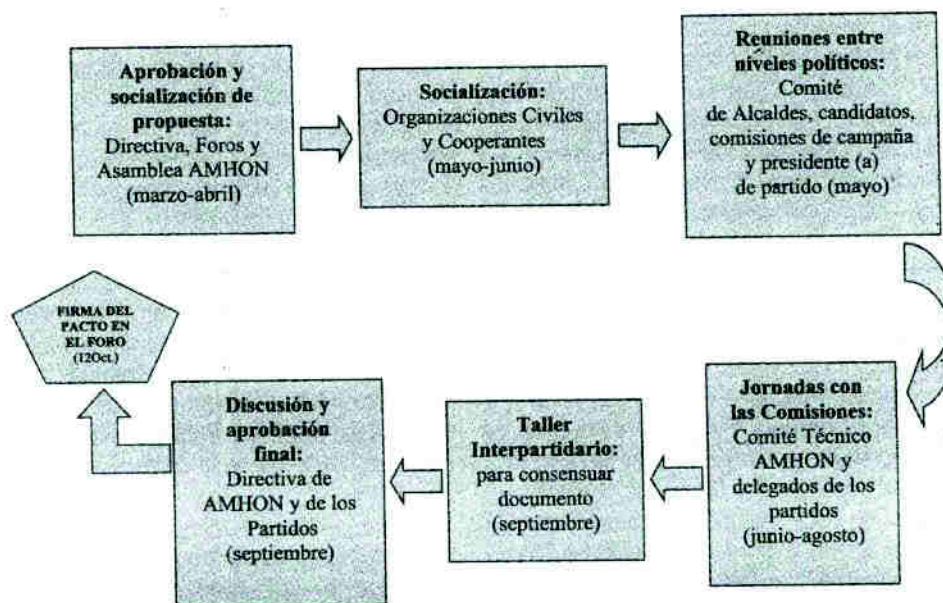 Aprobación y
socialización de
propuesta:
Directiva, Foros y
Asamblea AMHON
(marzo-abril)
Socialización:
Organizaciones Civiles
y Cooperantes
(mayo-junio)
Reuniones entre
níveles políticos:
Comité
de Alcaldes, candidatos,
comisiones de campaña
y presidente (a)
de partido (mayo)
Jornadas con
las Comisiones:
Comité Técnico
AMHON y
delegados de los
partidos
(junio-agosto)
Taller
Interpartidario:
para consensuar
documento
(septiembre)
Discusión y
aprobación
final:
Directiva de
AMHON y de los
Partidos
(septiembre)
FIRMA DEL
PACTO EN
EL FORO
(12Oct.)